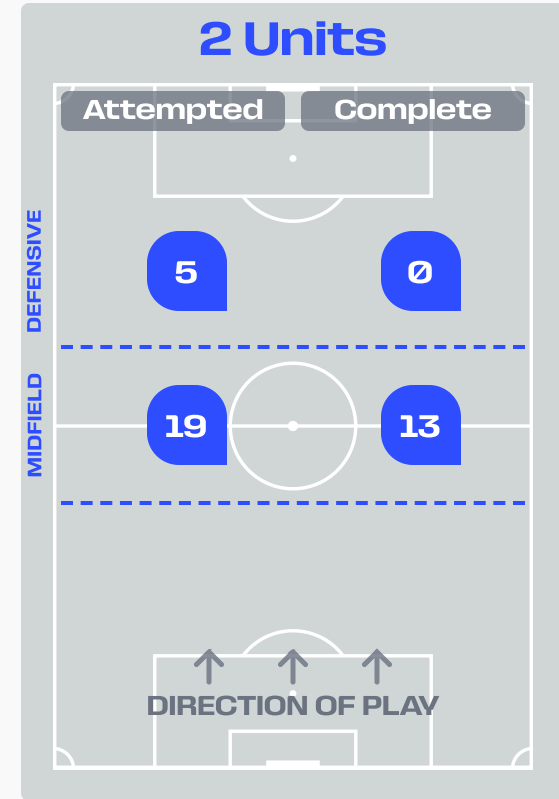 2 Units
Attempted Complete
DEFENSIVE
5 0
MIDFIELD
19 13
DIRECTION OF PLAY